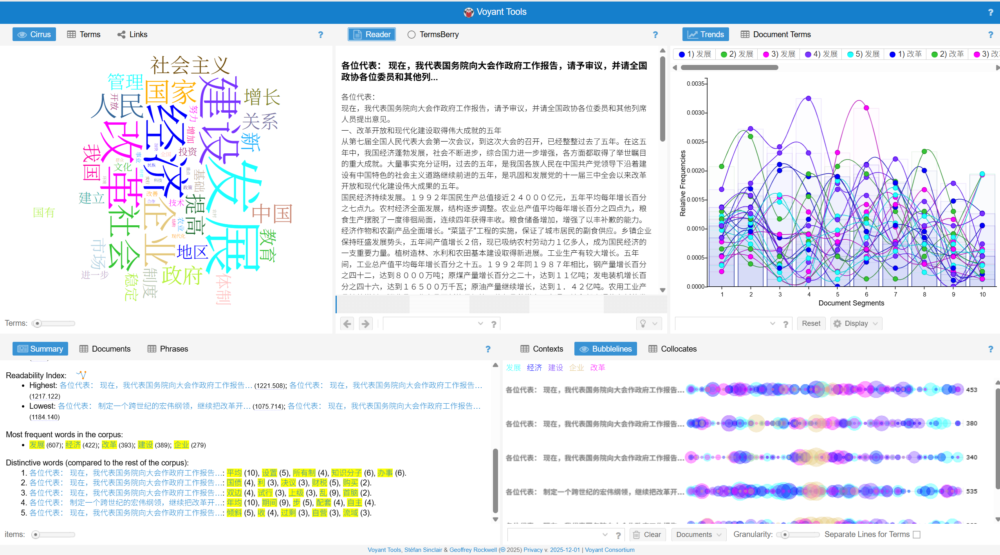 Voyant Tools
?
Cirrus Terms Links ?
社会主义
管理
国家
建设
增长
人民
开放
经济
努力
关系
改革
增加
新
我国
加快
全国
投资
事业
群众
文化
民族
重点
基础
发展
环境
实行
科技
政策
建立
改善
提高
合作
技术
企业
国有
社会
农村
中国
结构
农业
现代化
教育
市场
地区
进一步
稳定
制度
政府
体制
Terms:
Reader TermsBerry ?
各位代表： 现在，我代表国务院向大会作政府工作报告，请予审议，并请全国
政协各位委员和其他列...
各位代表：
现在，我代表国务院向大会作政府工作报告，请予审议，并请全国政协各位委员和其他列席
人员提出意见。
一、改革开放和现代化建设取得伟大成就的五年
从第七届全国人民代表大会第一次会议，到这次大会的召开，已经整整过去了五年。在这五
年中，我国经济蓬勃发展，社会不断进步，综合国力进一步增强，各方面都取得了举世瞩目
的重大成就。大量事实充分证明，过去的五年，是我国各族人民在中国共产党领导下沿着建
设有中国特色的社会主义道路继续前进的五年，是巩固和发展党的十一届三中全会以来改革
开放和现代化建设伟大成果的五年。
国民经济持续发展。１９９２年国民生产总值接近２４０００亿元，五年平均每年增长百分
之七点九。农村经济全面发展，结构逐步调整。农业总产值平均每年增长百分之四点九，粮
食生产摆脱了一度徘徊局面，连续四年获得丰收。粮食储备增加，增强了以丰补歉的能力。
经济作物和农副产品全面增长。“菜篮子”工程的实施，保证了城市居民的副食供应。乡镇企业
保持旺盛发展势头，五年间产值增长２倍，现已吸纳农村劳动力１亿多人，成为国民经济的
一支重要力量。植树造林、水利和农田基本建设取得新进展。工业生产有较大增长。五年
间，工业总产值平均每年增长百分之十五。１９９２年同１９８７年相比，钢产量增长百分
之四十二，达到８０００万吨；原煤产量增长百分之二十，达到１１亿吨；发电装机增长百
分之四十六，达到１６５００万千瓦；原油产量继续增长，达到１．４２亿吨。农用工业产
?
Trends Document Terms ?
1) 发展 2) 发展 3) 发展 4) 发展 5) 发展 1) 改革 2) 改革 3) 改
Relative Frequencies
0.0035
0.0030
0.0025
0.0020
0.0015
0.0010
0.0005
0.0000
1 2 3 4 5 6 7 8 9 10
Document Segments
? Reset Display
Summary Documents Phrases ?
Readability Index:
• Highest: 各位代表： 现在，我代表国务院向大会作政府工作报告... (1221.508); 各位代表： 现在，我代表国务院向大会作政府工作报告...
(1217.122)
• Lowest: 各位代表： 制定一个跨世纪的宏伟纲领，继续把改革开... (1075.714); 各位代表： 现在，我代表国务院向大会作政府工作报告...
(1184.140)
Most frequent words in the corpus:
• 发展 (607); 经济 (422); 改革 (393); 建设 (389); 企业 (279)
Distinctive words (compared to the rest of the corpus):
1. 各位代表： 现在，我代表国务院向大会作政府工作报告...: 平均 (10), 设置 (5), 所有制 (4), 知识分子 (6), 办事 (6).
2. 各位代表： 现在，我代表国务院向大会作政府工作报告...: 国债 (4), 利 (3), 决议 (3), 财税 (5), 购买 (2).
3. 各位代表： 现在，我代表国务院向大会作政府工作报告...: 双边 (4), 试行 (3), 上级 (3), 乱 (9), 首脑 (2).
4. 各位代表： 制定一个跨世纪的宏伟纲领，继续把改革开...: 年均 (10), 期间 (9), 步 (5), 配套 (4), 自主 (4).
5. 各位代表： 现在，我代表国务院向大会作政府工作报告...: 倾斜 (5), 收 (4), 过剩 (3), 自营 (3), 流域 (3).
items:
Contexts Bubblelines Collocates ?
发展 经济 建设 企业 改革
各位代表： 现在，我代表国务院向大会作政府工作报告... 453
各位代表： 现在，我代表国务院向大会作政府工作报告... 380
各位代表： 现在，我代表国务院向大会作政府工作报告... 340
各位代表： 制定一个跨世纪的宏伟纲领，继续把改革开... 535
? Clear Documents Granularity: Separate Lines for Terms
Voyant Tools, Stéfan Sinclair & Geoffrey Rockwell (🄯 2025) Privacy v. 2025-12-01 | Voyant Consortium